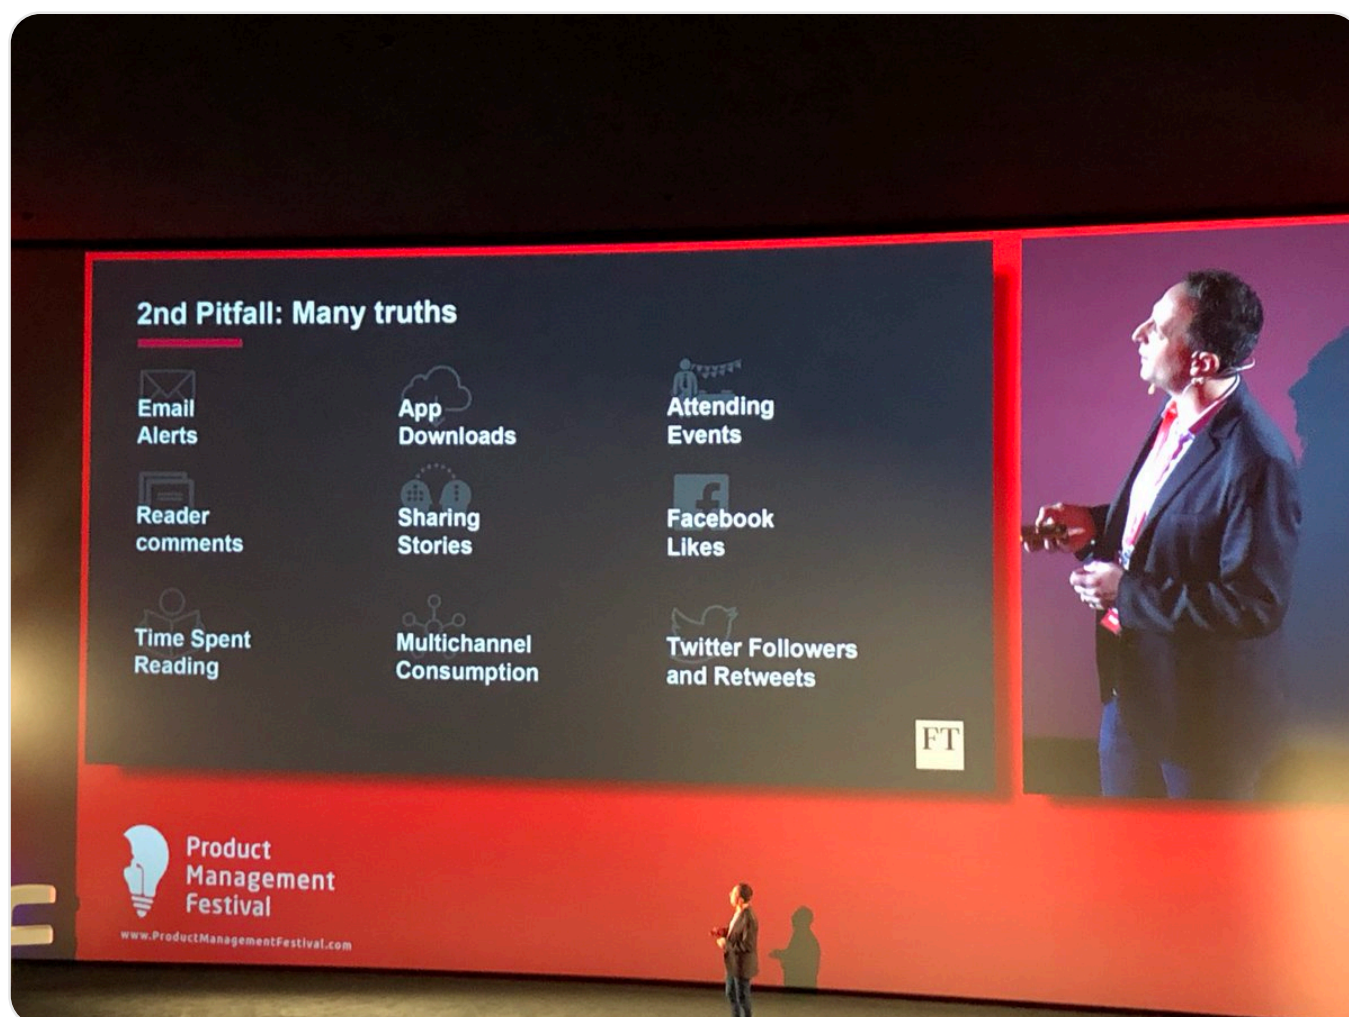 2nd Pitfall: Many truths
Email
Alerts
App
Downloads
Attending
Events
Reader
comments
Sharing
Stories
Facebook
Likes
Time Spent
Reading
Multichannel
Consumption
Twitter Followers
and Retweets
FT
Product
Management
Festival
www.ProductManagementFestival.com